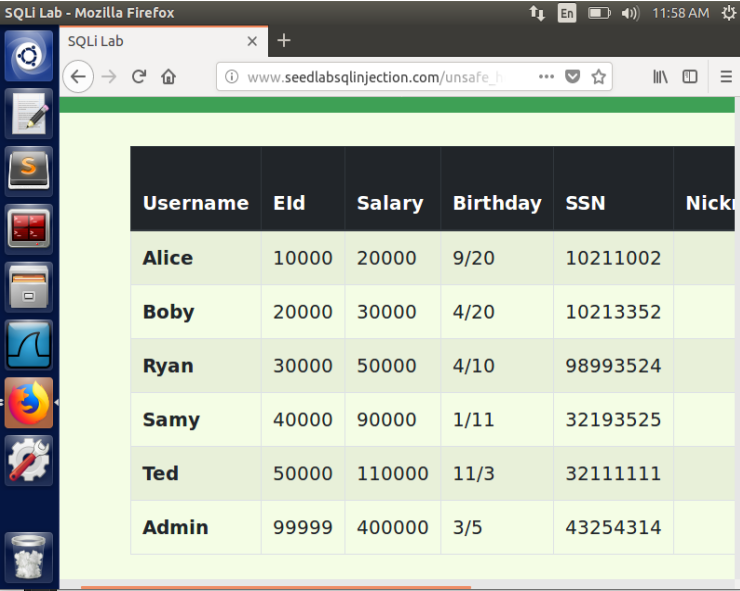 SQLi Lab - Mozilla Firefox En 11:58 AM
SQLi Lab
www.seedlabsqlinjection.com/unsafe_h
Username EId Salary Birthday SSN Nickn
Alice 10000 20000 9/20 10211002
Boby 20000 30000 4/20 10213352
Ryan 30000 50000 4/10 98993524
Samy 40000 90000 1/11 32193525
Ted 50000 110000 11/3 32111111
Admin 99999 400000 3/5 43254314